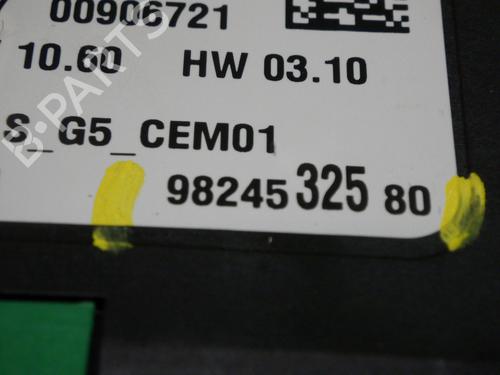 00906721
10.60 HW 03.10
S_G5_CEM01
98245 325 80
B-PARTS